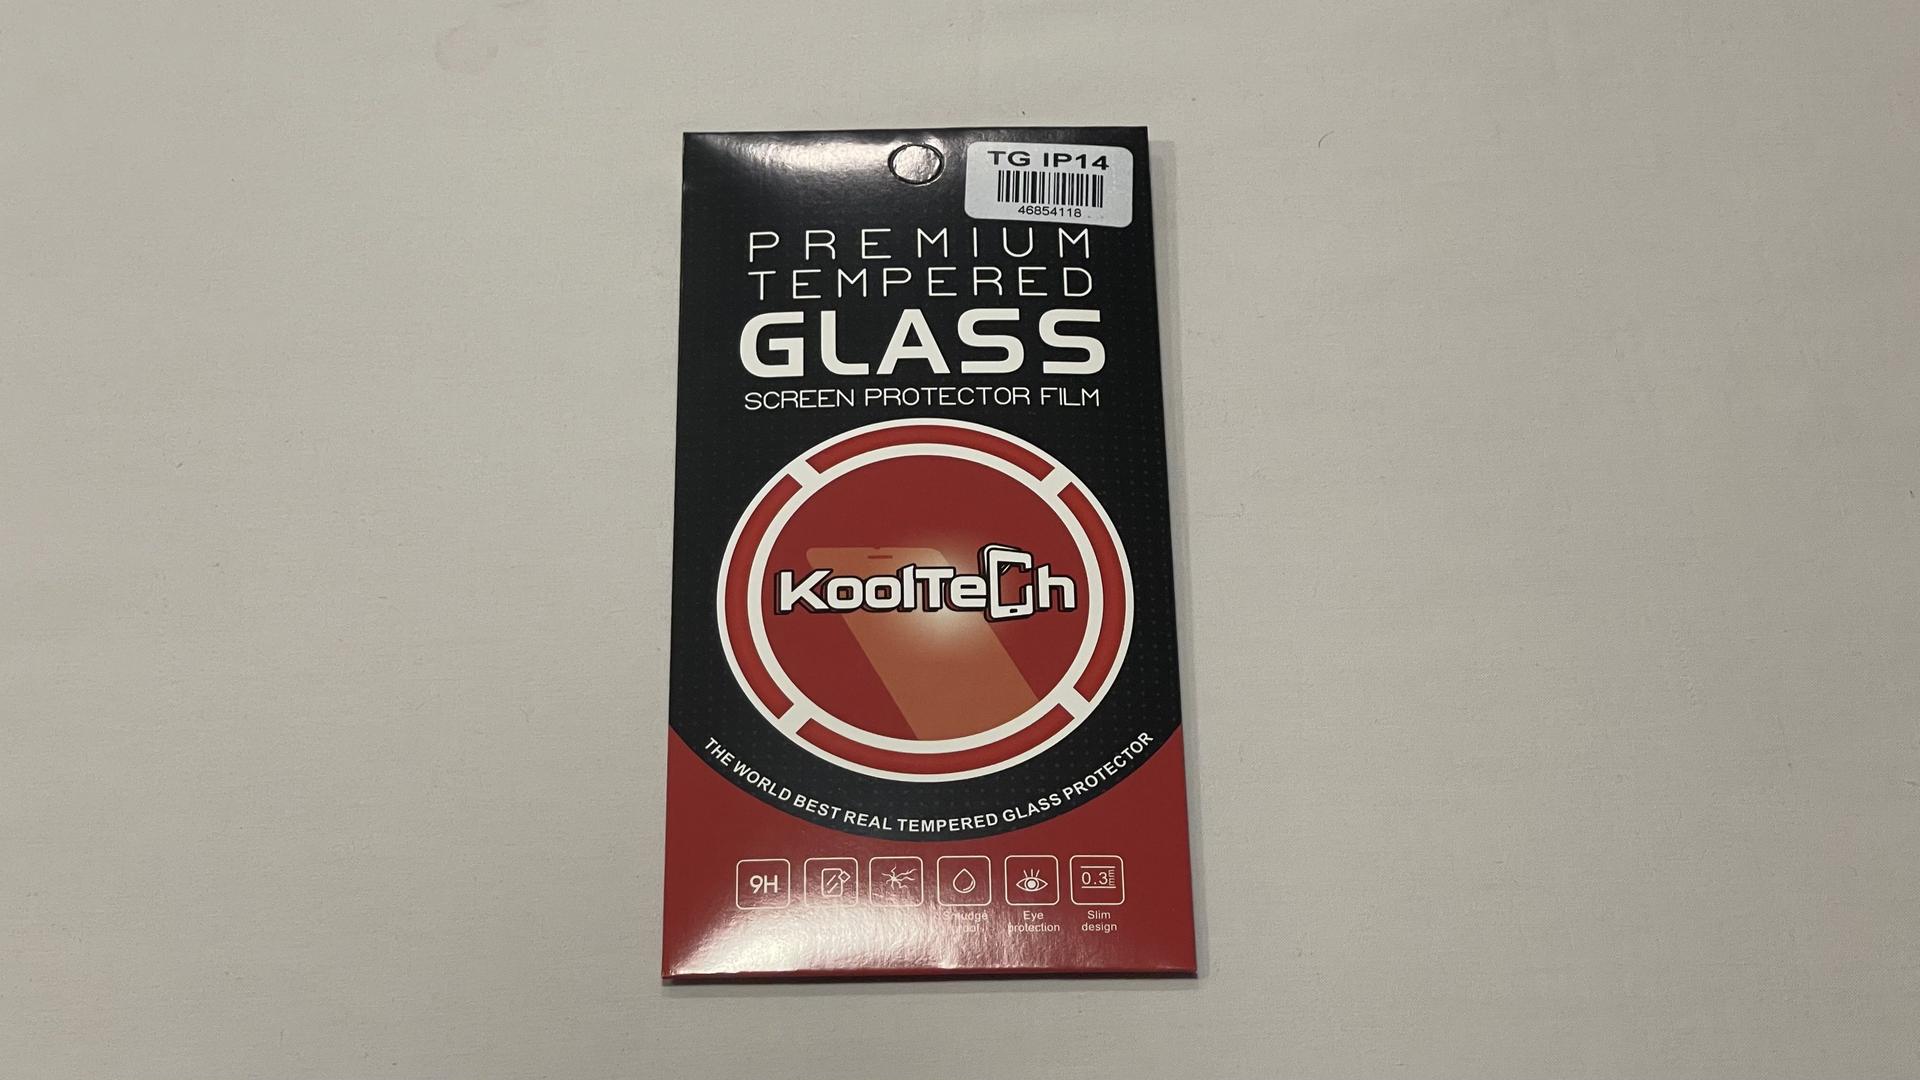 TG IP14
46854118
PREMIUM
TEMPERED
GLASS
SCREEN PROTECTOR FILM
KoolTech
THE WORLD BEST REAL TEMPERED GLASS PROTECTOR
9H
0.3
Smudge
Eye
protection
Slim
design